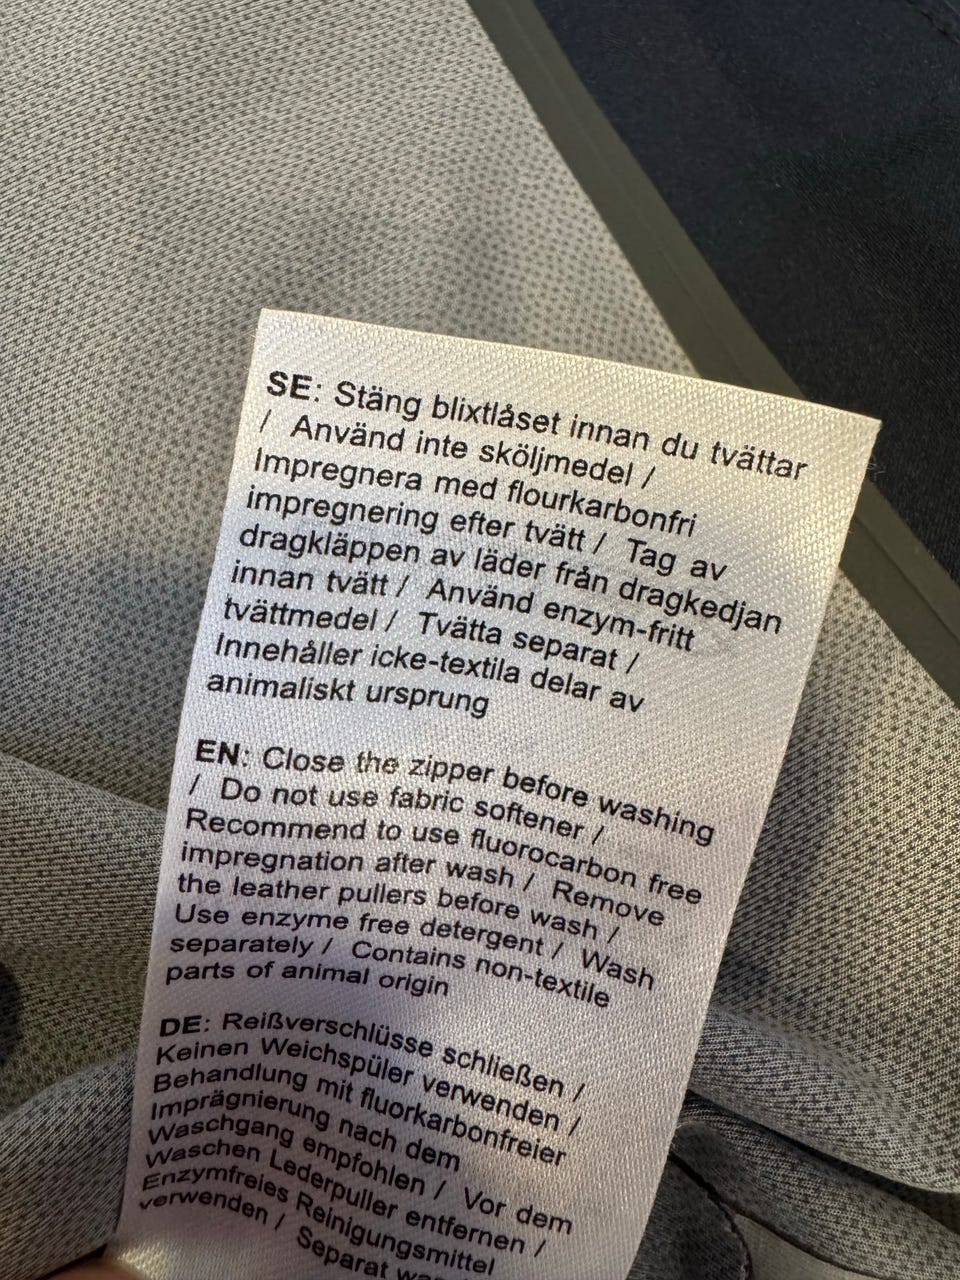 SE: Stäng blixtlåset innan du tvättar
/ Använd inte sköljmedel /
Impregnera med flourkarbonfri
impregnering efter tvätt / Tag av
dragkläppen av läder från dragkedjan
innan tvätt / Använd enzym-fritt
tvättmedel / Tvätta separat /
Innehåller icke-textila delar av
animaliskt ursprung
EN: Close the zipper before washing
/ Do not use fabric softener /
Recommend to use fluorocarbon free
impregnation after wash / Remove
the leather pullers before wash /
Use enzyme free detergent / Wash
separately / Contains non-textile
parts of animal origin
DE: Reißverschlüsse schließen /
Keinen Weichspüler verwenden /
Behandlung mit fluorkarbonfreier
Imprägnierung nach dem
Waschgang empfohlen / Vor dem
Waschen Lederpuller entfernen /
Enzymfreies Reinigungsmittel
verwenden / Separat